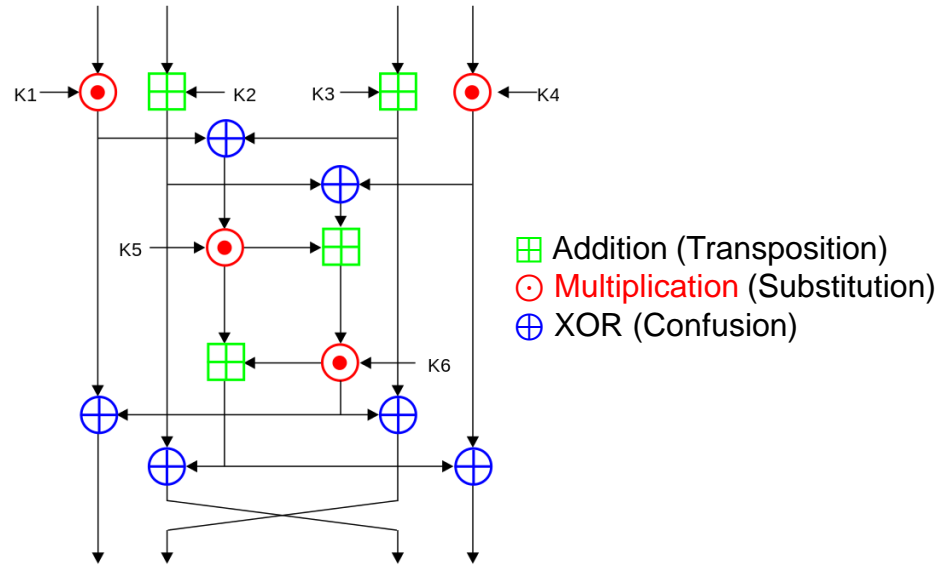 K1
K2
K3
K4
K5
K6
Addition (Transposition)
Multiplication (Substitution)
XOR (Confusion)